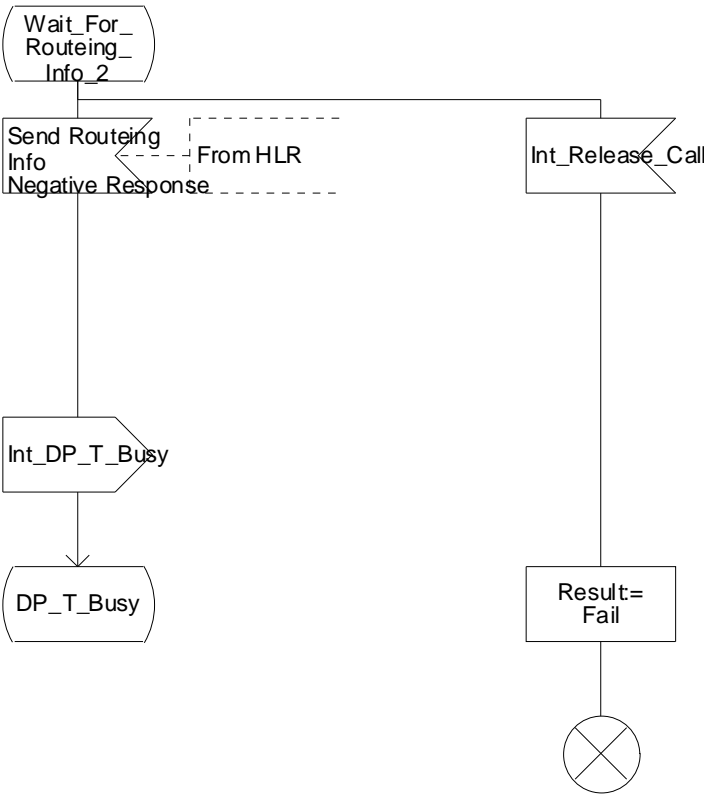 Wait_For_
Routeing_
Info_2
Send Routeing
Info
Negative Response
From HLR
Int_Release_Call
Int_DP_T_Busy
DP_T_Busy
Result:=
Fail